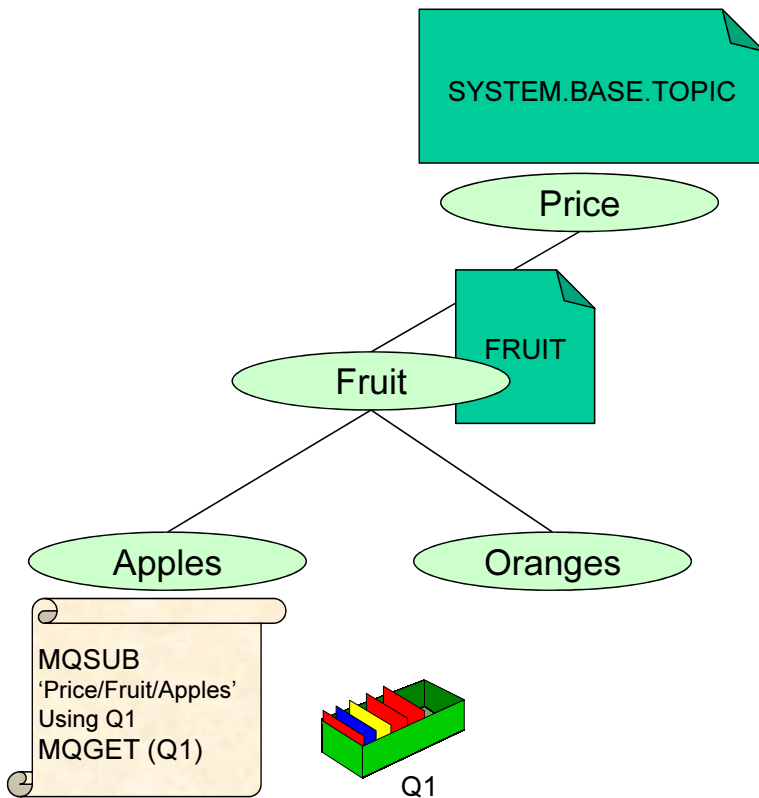 SYSTEM.BASE.TOPIC
Price
FRUIT
Fruit
Apples
Oranges
MQSUB
‘Price/Fruit/Apples’
Using Q1
MQGET (Q1)
Q1